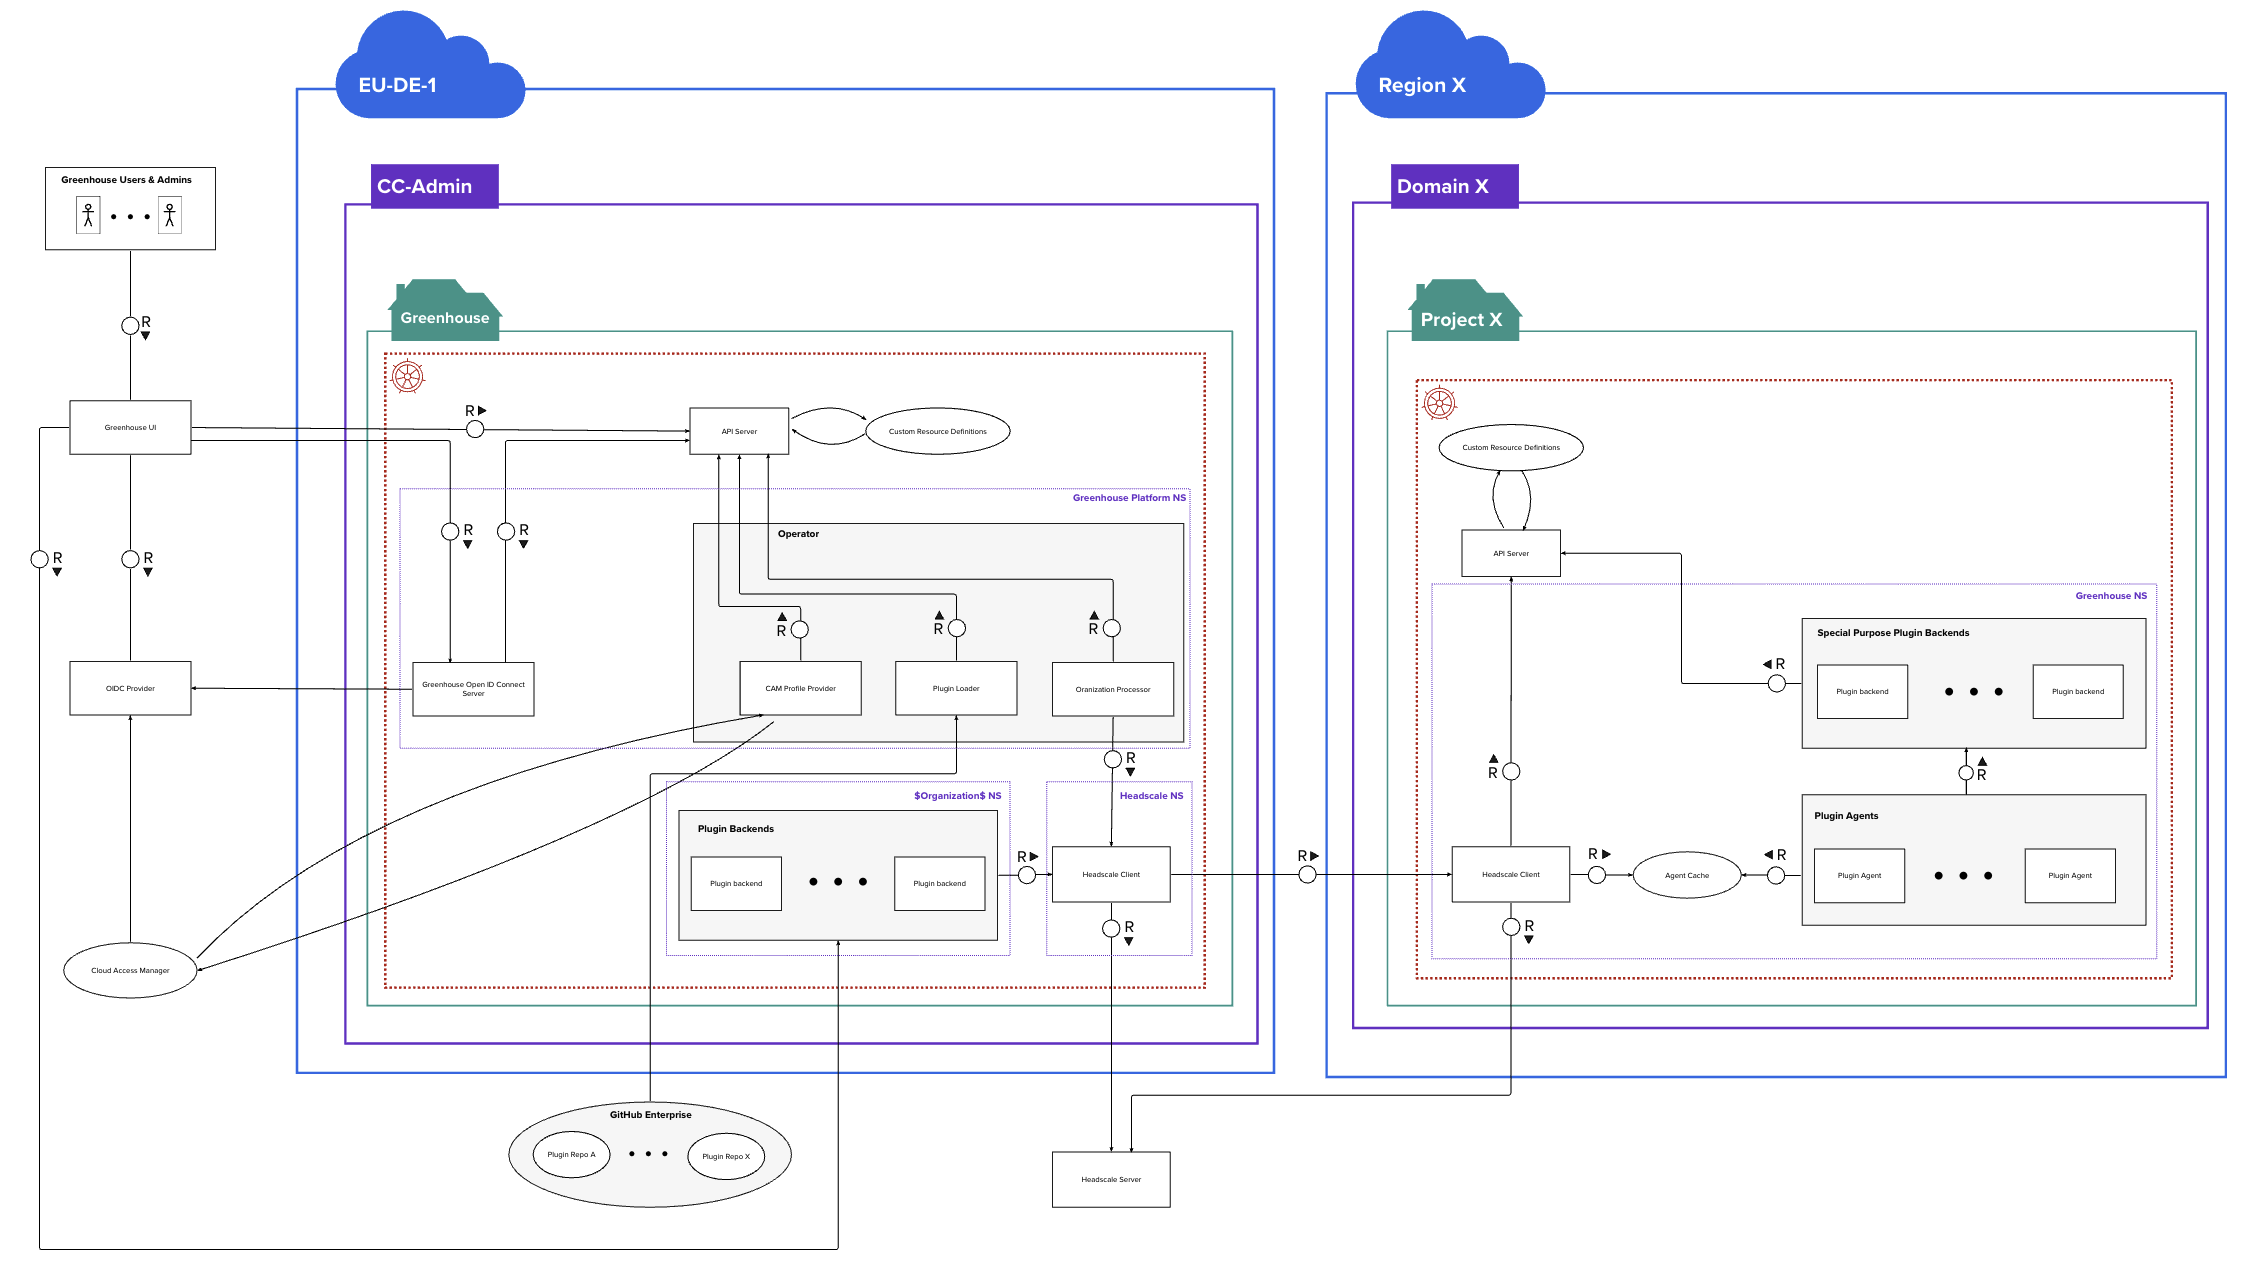 EU-DE-1
Region X
CC-Admin
Domain X
Greenhouse Users & Admins
Greenhouse
Project X
R
Greenhouse UI
R
API Server
Custom Resource Definitions
Custom Resource Definitions
Greenhouse Platform NS
R
R
Operator
API Server
R
R
Greenhouse NS
R
R
R
Special Purpose Plugin Backends
R
Plugin backend
Plugin backend
OIDC Provider
Greenhouse Open ID Connect
Server
CAM Profile Provider
Plugin Loader
Oranization Processor
R
R
R
$Organization$ NS
Headscale NS
Plugin Agents
Plugin Backends
R
R
R
R
Plugin backend
Plugin backend
Headscale Client
Headscale Client
Agent Cache
Plugin Agent
Plugin Agent
R
R
Cloud Access Manager
GitHub Enterprise
Plugin Repo A
Plugin Repo X
Headscale Server